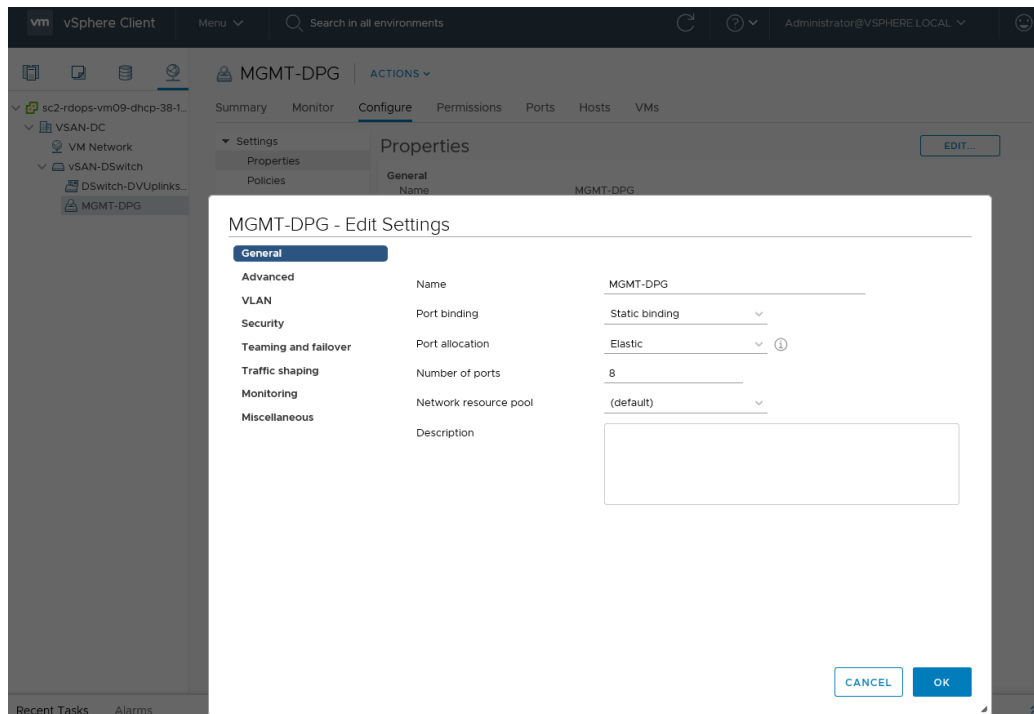 vm vSphere Client Menu Search in all environments Administrator@VSPHERE.LOCAL
MGMT-DPG ACTIONS
Summary Monitor Configure Permissions Ports Hosts VMs
sc2-rdops-vm09-dhcp-38-1...
VSAN-DC
VM Network
vSAN-DSwitch
DSwitch-DVUplinks...
MGMT-DPG
Settings
Properties
Policies
Properties
EDIT...
General
Name MGMT-DPG
MGMT-DPG - Edit Settings
General
Advanced
VLAN
Security
Teaming and failover
Traffic shaping
Monitoring
Miscellaneous
Name MGMT-DPG
Port binding Static binding
Port allocation Elastic
Number of ports 8
Network resource pool (default)
Description
CANCEL OK
Recent Tasks Alarms